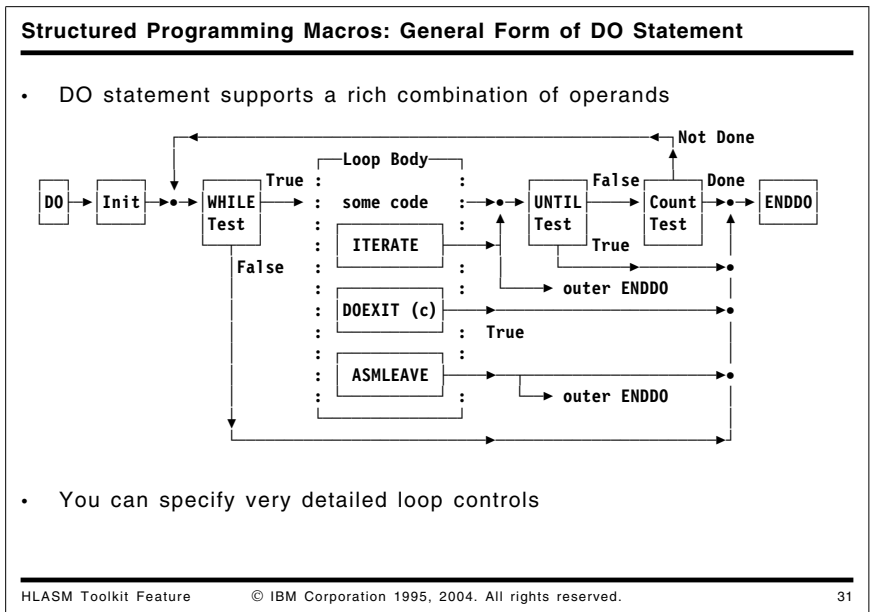 Structured Programming Macros: General Form of DO Statement
• DO statement supports a rich combination of operands
Not Done
Loop Body
True
False
Done
DO
Init
WHILE
Test
some code
UNTIL
Test
Count
Test
ENDDO
ITERATE
True
False
outer ENDDO
DOEXIT (c)
True
ASMLEAVE
outer ENDDO
• You can specify very detailed loop controls
HLASM Toolkit Feature © IBM Corporation 1995, 2004. All rights reserved. 31